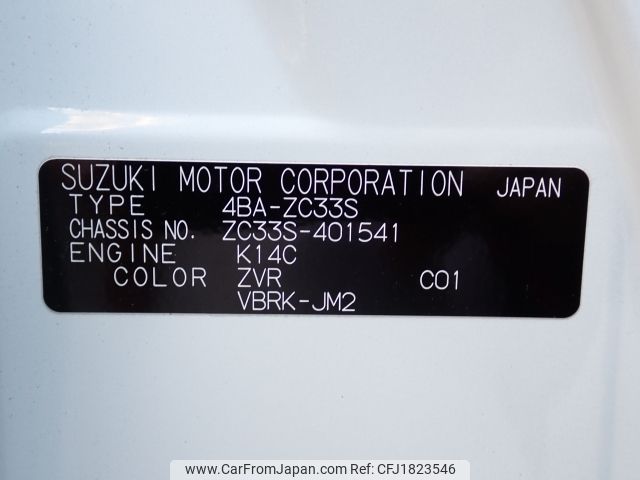 SUZUKI MOTOR CORPORATION JAPAN
TYPE 4BA-ZC33S
CHASSIS NO. ZC33S-401541
ENGINE K14C
COLOR ZVR C01
VBRK-JM2
www.CarFromJapan.com Ref No. CFJ1823546